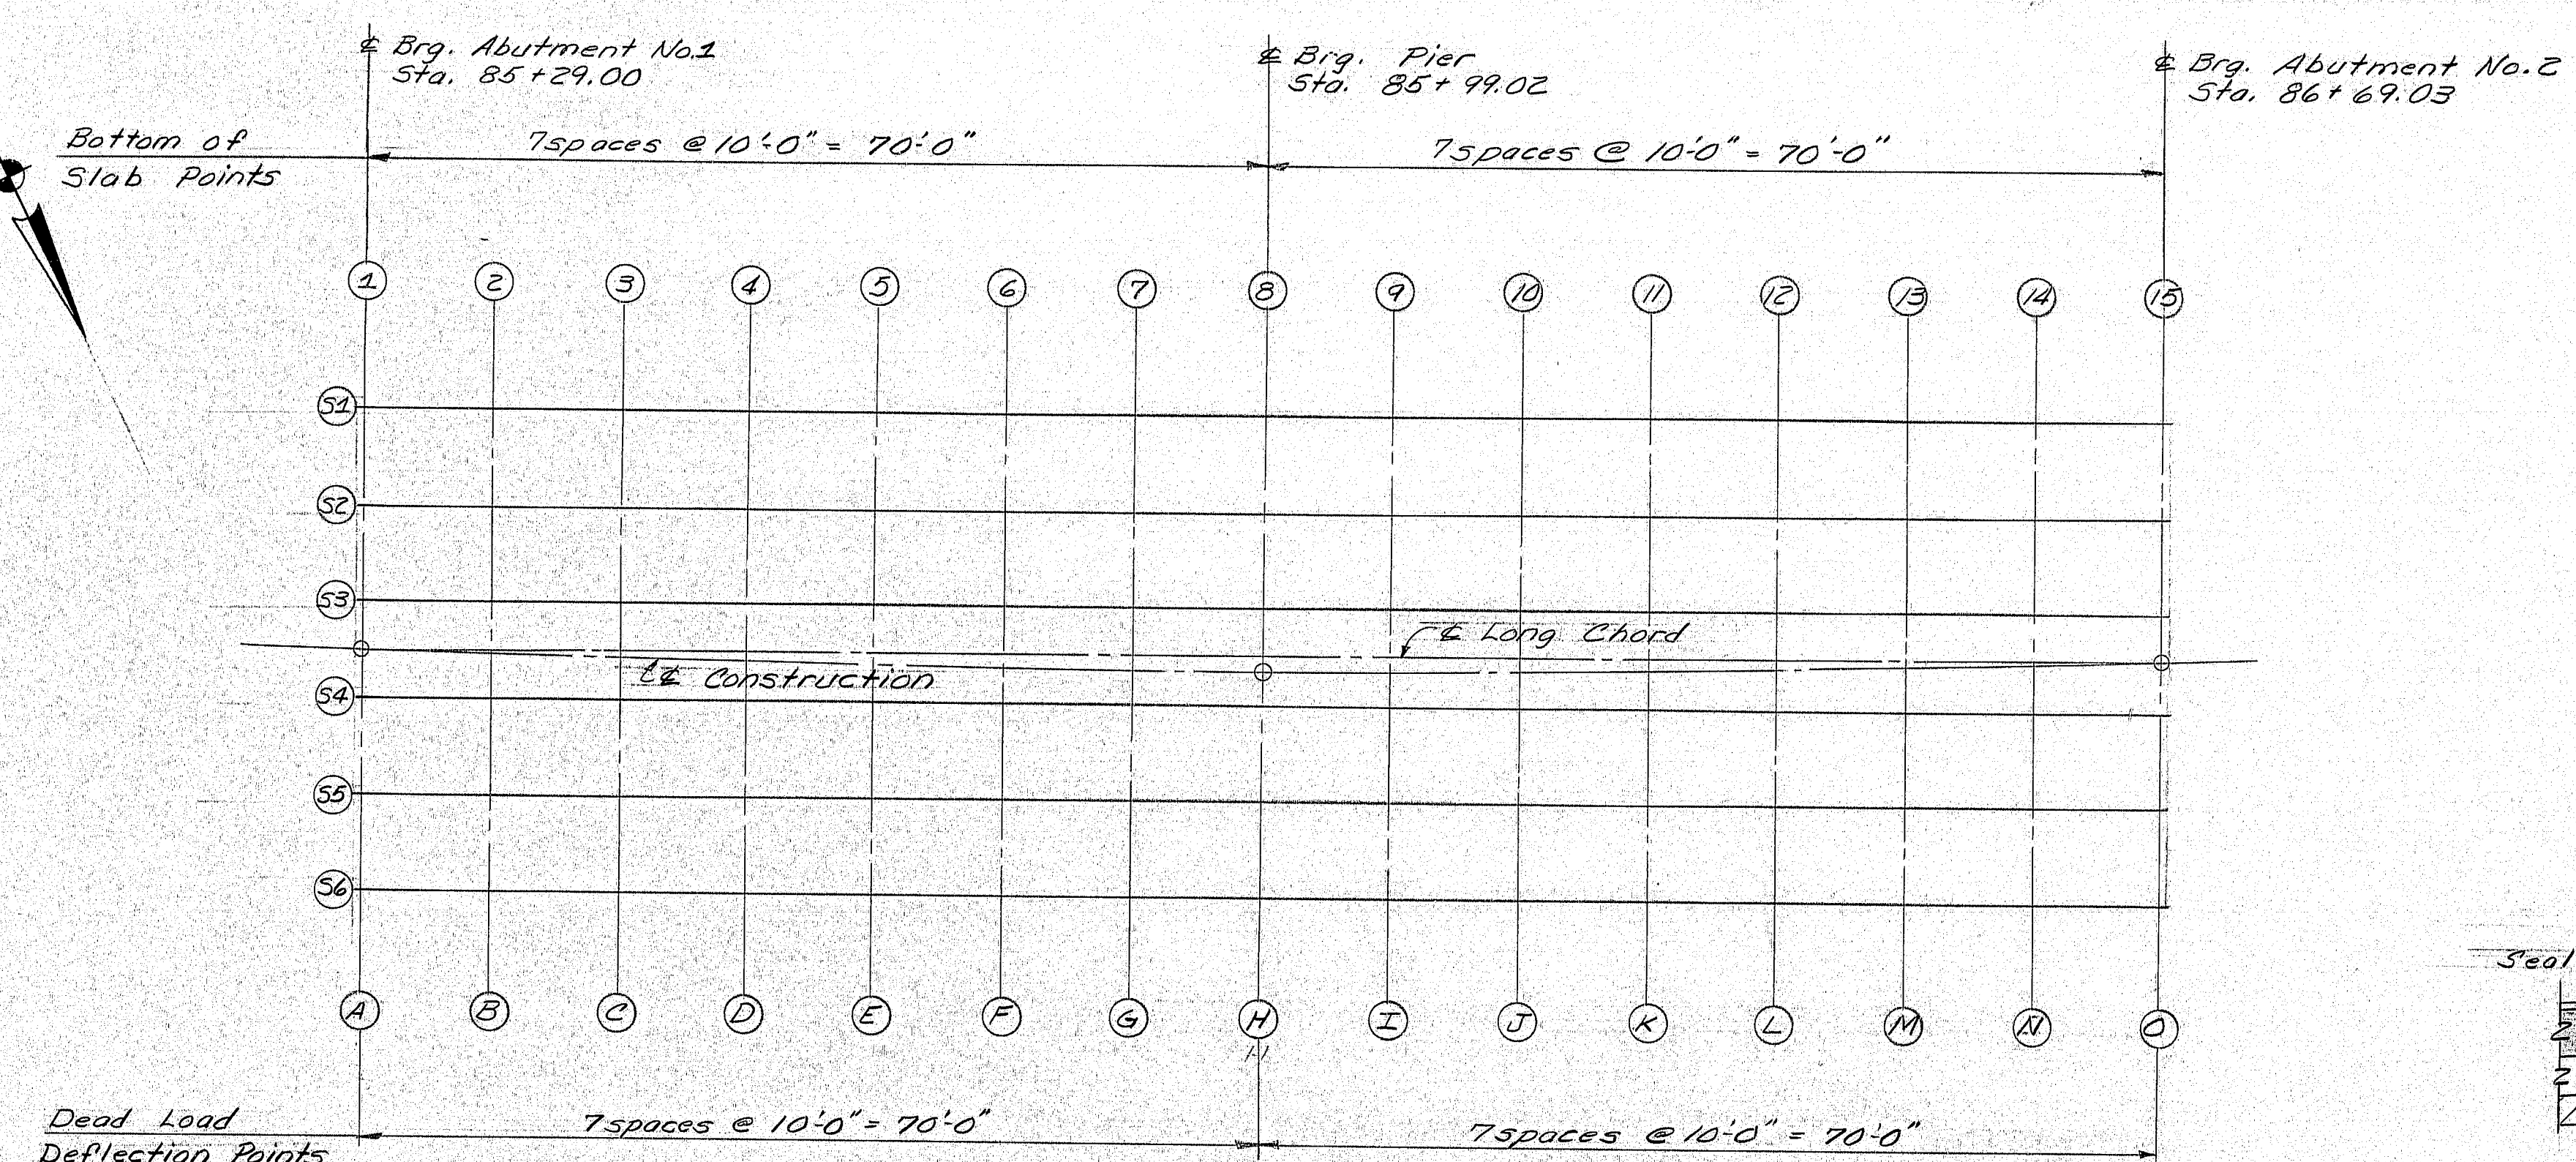 ℄ Brg. Abutment No.1
Sta. 85+29.00
℄ Brg. Pier
Sta. 85+99.02
℄ Brg. Abutment No.2
Sta. 86+69.03
Bottom of
Slab Points
7spaces @ 10'-0" = 70'-0"
7spaces @ 10'-0" = 70'-0"
1 2 3 4 5 6 7 8 9 10 11 12 13 14 15
S1
S2
S3
℄ Long Chord
℄ Construction
S4
S5
S6
Seal
A B C D E F G H I J K L M N O
H
2
2
Dead Load
Deflection Points
7spaces @ 10'-0" = 70'-0"
7spaces @ 10'-0" = 70'-0"